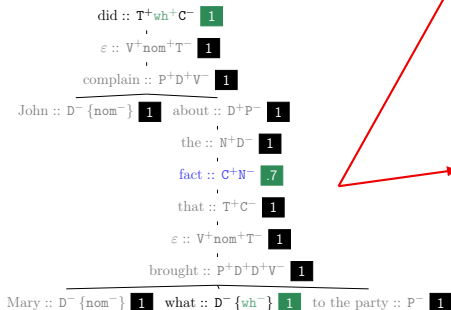 did :: T⁺wh⁺C⁻ 1
ε :: V⁺nom⁺T⁻ 1
complain :: P⁺D⁺V⁻ 1
John :: D⁻{nom⁻} 1 about :: D⁺P⁻ 1
the :: N⁺D⁻ 1
fact :: C⁺N⁻ .7
that :: T⁺C⁻ 1
ε :: V⁺nom⁺T⁻ 1
brought :: P⁺D⁺D⁺V⁻ 1
Mary :: D⁻{nom⁻} 1 what :: D⁻{wh⁻} 1 to the party :: P⁻ 1